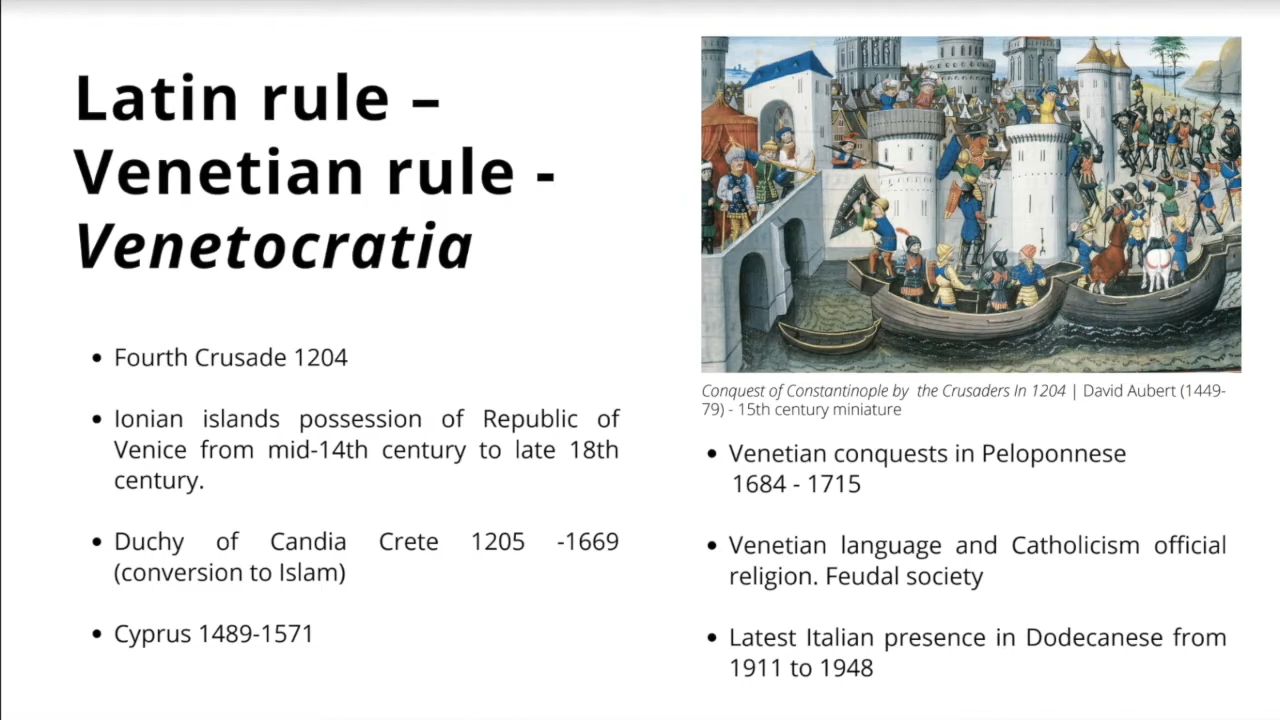 Latin rule –
Venetian rule -
Venetocratia
Fourth Crusade 1204
Ionian islands possession of Republic of
Venice from mid-14th century to late 18th
century.
Duchy of Candia Crete 1205 -1669
(conversion to Islam)
Cyprus 1489-1571
Conquest of Constantinople by the Crusaders In 1204 | David Aubert (1449-
79) - 15th century miniature
Venetian conquests in Peloponnese
1684 - 1715
Venetian language and Catholicism official
religion. Feudal society
Latest Italian presence in Dodecanese from
1911 to 1948